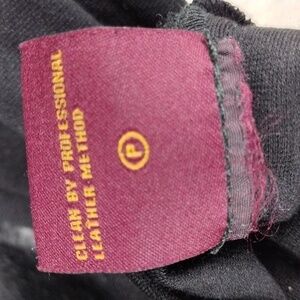 CLEAN BY PROFESSIONAL
LEATHER METHOD
P